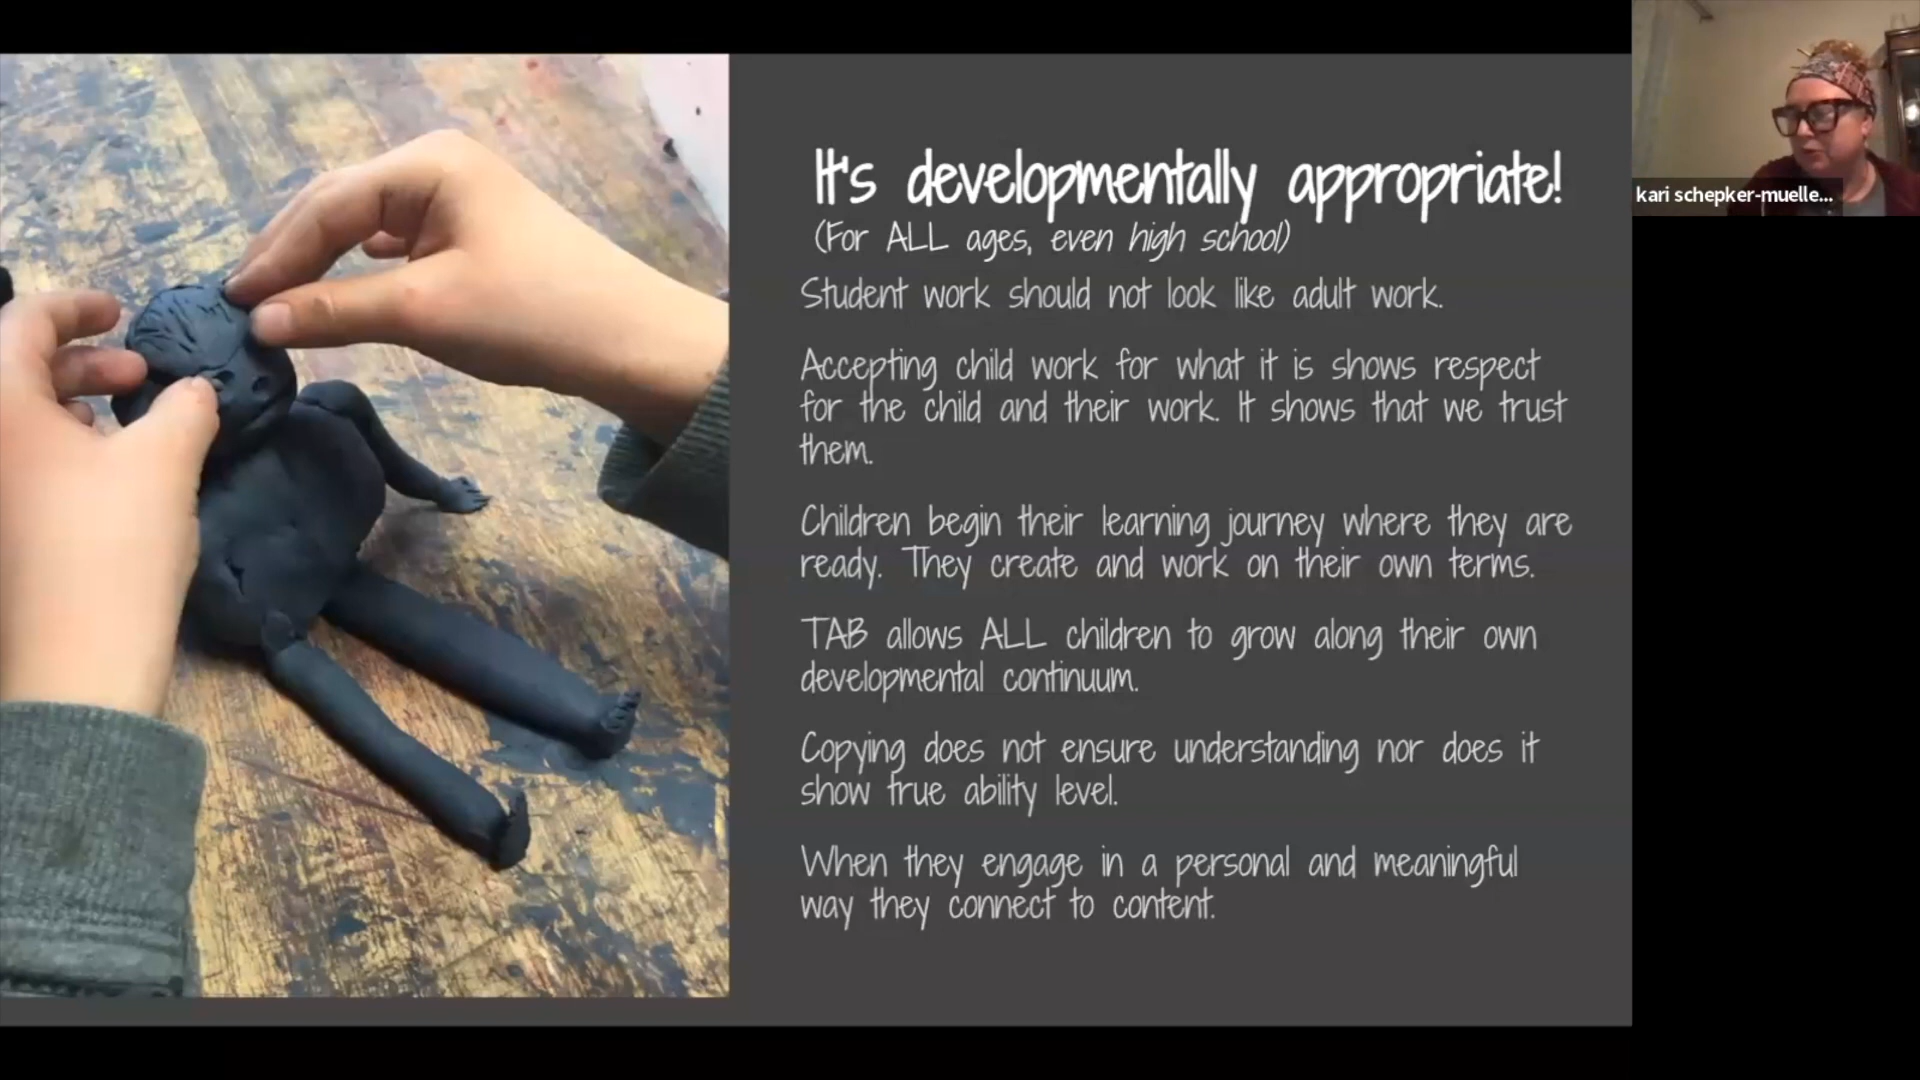 It's developmentally appropriate!
(For ALL ages, even high school)
Student work should not look like adult work.
Accepting child work for what it is shows respect
for the child and their work. It shows that we trust
them.
Children begin their learning journey where they are
ready. They create and work on their own terms.
TAB allows ALL children to grow along their own
developmental continuum.
Copying does not ensure understanding nor does it
show true ability level.
When they engage in a personal and meaningful
way they connect to content.
kari schepker-muelle...